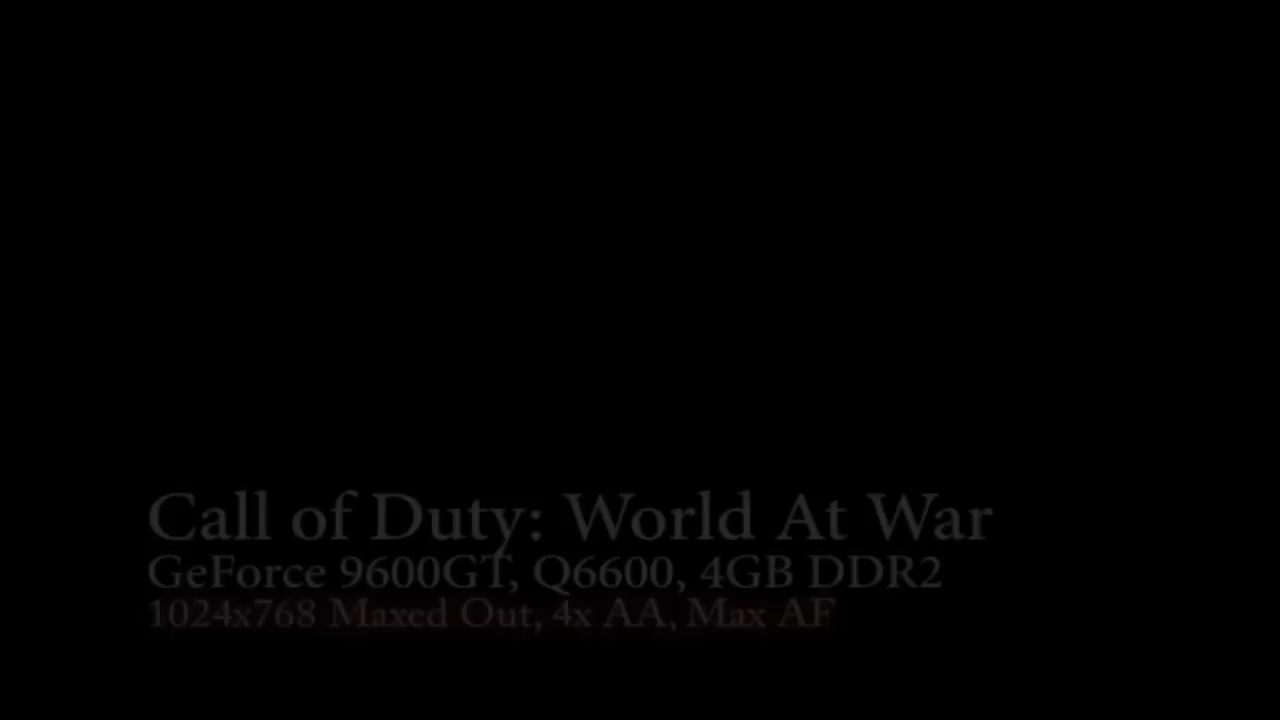 Call of Duty: World At War
GeForce 9600GT, Q6600, 4GB DDR2
1024x768 Maxed Out, 4x AA, Max AF